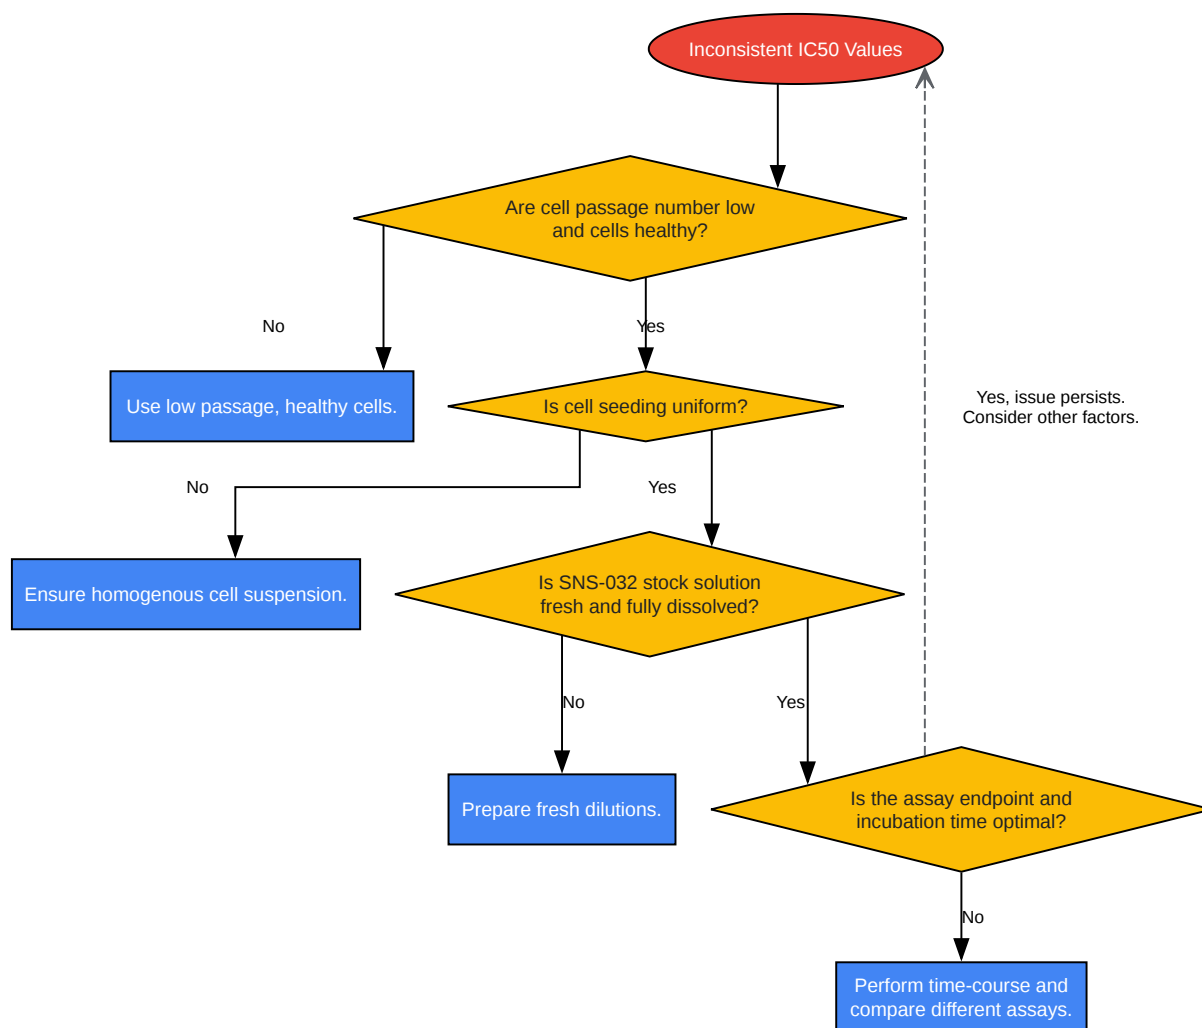 Inconsistent IC50 Values
Are cell passage number low
and cells healthy?
No
Yes
Use low passage, healthy cells.
Is cell seeding uniform?
Yes, issue persists.
Consider other factors.
No
Yes
Ensure homogenous cell suspension.
Is SNS-032 stock solution
fresh and fully dissolved?
No
Yes
Prepare fresh dilutions.
Is the assay endpoint and
incubation time optimal?
No
Perform time-course and
compare different assays.